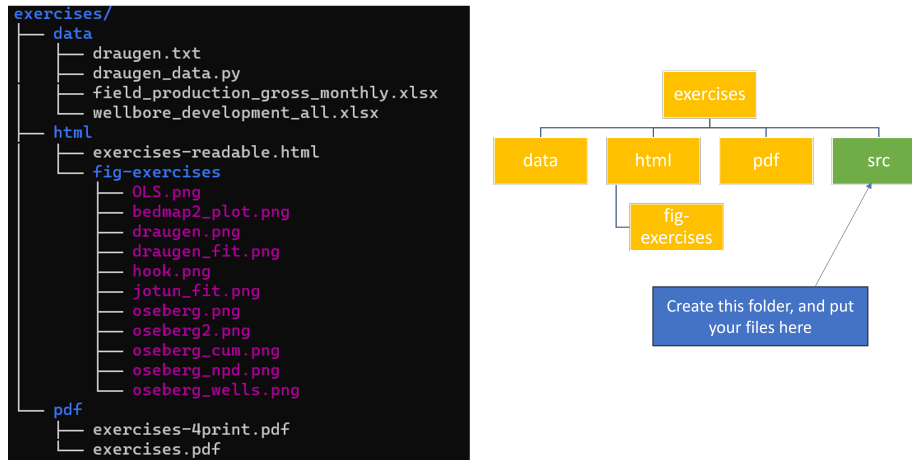 exercises/
data
draugen.txt
draugen_data.py
field_production_gross_monthly.xlsx
wellbore_development_all.xlsx
html
exercises-readable.html
fig-exercises
OLS.png
bedmap2_plot.png
draugen.png
draugen_fit.png
hook.png
jotun_fit.png
oseberg.png
oseberg2.png
oseberg_cum.png
oseberg_npd.png
oseberg_wells.png
pdf
exercises-4print.pdf
exercises.pdf
exercises
data
html
pdf
src
fig-
exercises
Create this folder, and put
your files here